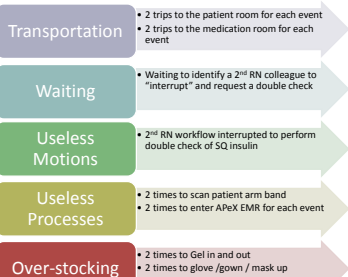 Transportation
• 2 trips to the patient room for each event
• 2 trips to the medication room for each
event
Waiting
• Waiting to identify a 2nd RN colleague to
"interrupt" and request a double check
Useless
Motions
• 2nd RN workflow interrupted to perform
double check of SQ insulin
Useless
Processes
• 2 times to scan patient arm band
• 2 times to enter APeX EMR for each event
Over-stocking
• 2 times to Gel in and out
• 2 times to glove /gown / mask up